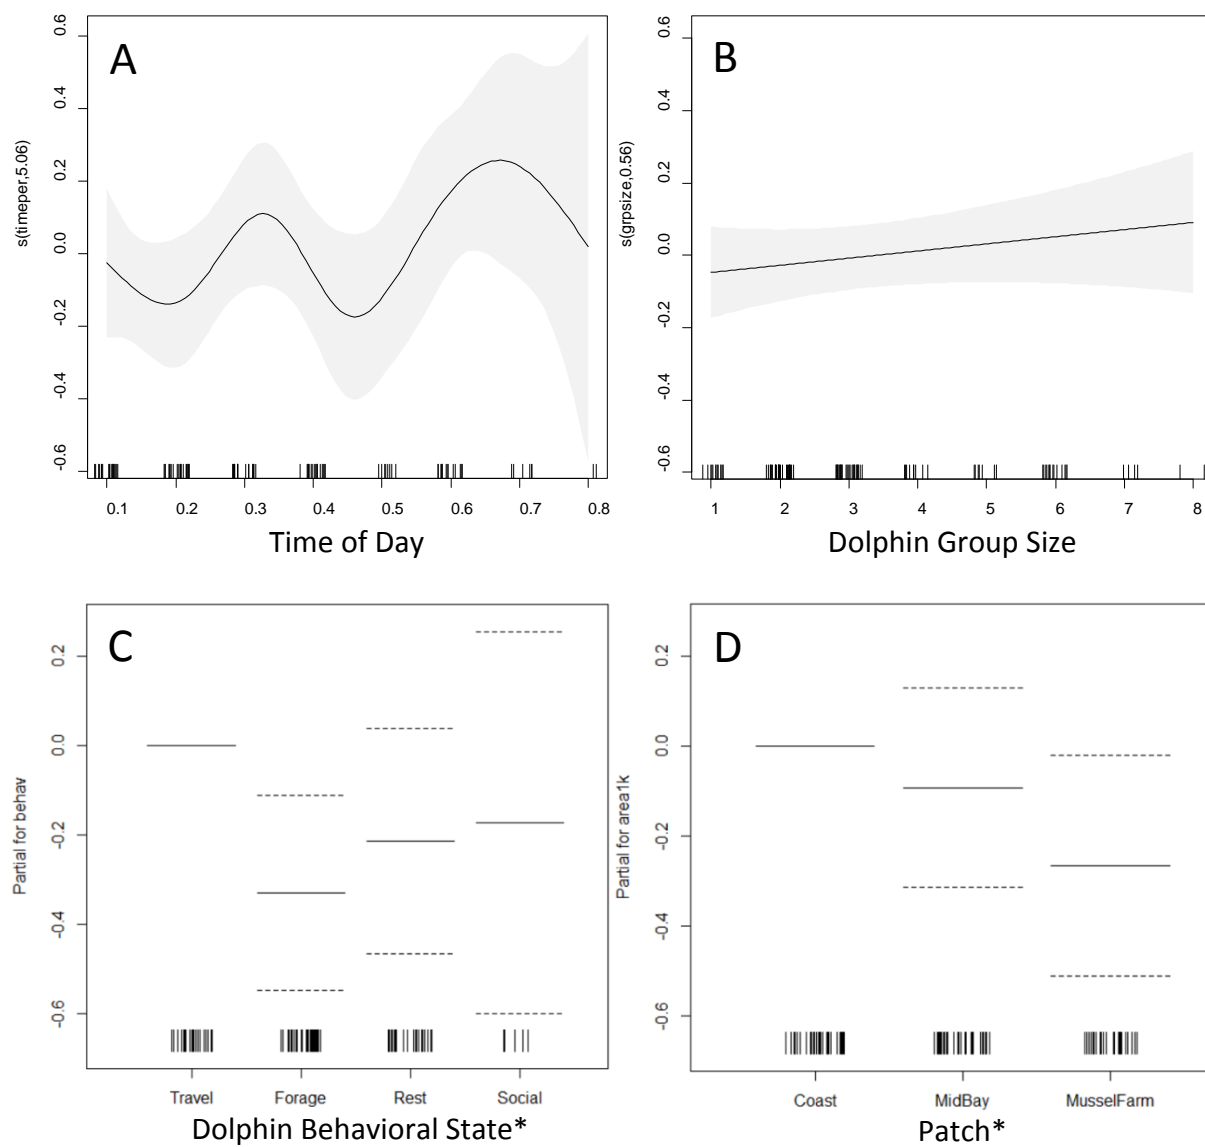 A
s(timeper,5.06)
0.6
0.4
0.2
0.0
-0.2
-0.4
-0.6
0.1 0.2 0.3 0.4 0.5 0.6 0.7 0.8
Time of Day
B
s(grpsize,0.56)
0.6
0.4
0.2
0.0
-0.2
-0.4
-0.6
1 2 3 4 5 6 7 8
Dolphin Group Size
C
Partial for behav
0.2
0.0
-0.2
-0.4
-0.6
Travel Forage Rest Social
Dolphin Behavioral State*
D
Partial for area1k
0.2
0.0
-0.2
-0.4
-0.6
Coast MidBay MusselFarm
Patch*